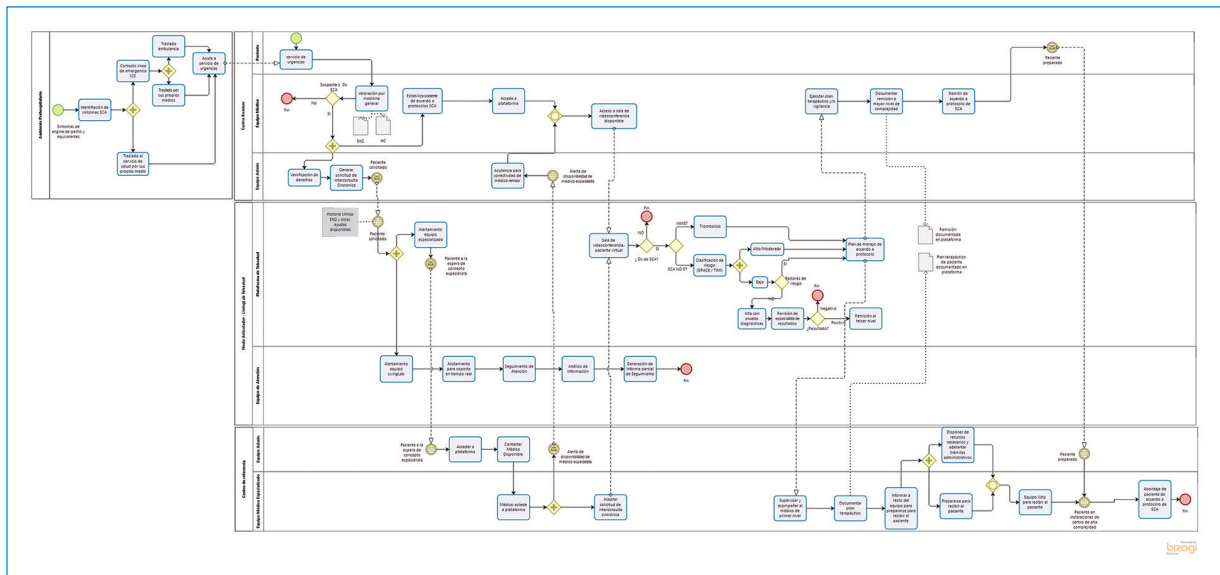 Ambiente Prehospitalario
Síntomas de
angina de pecho y
equivalentes
Identificación de
síntomas SCA
Contacto línea
de emergencia
123
Traslado
ambulancia
Traslado por
sus propios
medios
Asiste a
servicio de
urgencias
Traslado al
servicio de
salud por sus
propios medio
Centro Remisor
Paciente
servicio de
urgencias
Equipo Médico
Fin
No
Sospecha Dx
SCA
SI
Valoración por
medicina
general
EKG
HC
Establice paciente
de acuerdo a
protocolos SCA
Accede a
plataforma
Acceso a sala de
videoconferencia
disponible
Ejecutar plan
terapéutico y/o
vigilancia
Documentar
remisión a
mayor nivel de
complejidad
Remitir de
acuerdo a
protocolo de SCA
Paciente
preparado
Equipo Admin
Verificación de
derechos
Generar
solicitud de
interconsulta
Sincronica
Paciente
solicitado
Asistencia para
conectividad de
médico remisor
Alerta de
disponibilidad de
médico especialista
Nodo Articulador - LivingLab Telesalud
Plataforma de Telesalud
Historia clínica,
EKG y otras
ayudas
disponibles
Paciente
solicitado
Alertamiento
equipo
especializado
Paciente a la
espera de
concepto
especialista
Sala de
videoconferencia-
paciente virtual
Fin
NO
¿ Dx de SCA?
SI
IAMST
Trombolisis
SCA NO ST
Clasificación de
riesgo
(GRACE / TIMI)
Alto/Moderado
Bajo
Factores de
riesgo
SI
NO
Plan de manejo de
acuerdo a
protocolo
Alta con
prueba
diagnósticas
Revisión de
especialista de
resultados
Fin
Negativo
¿Resultado?
Positivo
Remisión al
tercer nivel
Remisión
documentada
en plataforma
Plan terapéutico
de paciente
documentado en
plataforma
Equipo de Atención
Alertamiento
equipo
LivingLab
Alistamiento
para soporte
en tiempo real
Seguimiento de
Atención
Análisis de
información
Generación de
informe parcial
de Seguimiento
Fin
Centro de referencia
Equipo Admin
Paciente a la
espera de
concepto
especialista
Acceder a
plataforma
Contactar
Médico
Disponible
Alerta de
disponibilidad de
médico especialista
Disponer de
recursos
necesarios y
adelantar
trámites
administrativos
Paciente
preparado
Equipo Médico Especializado
Médico accede
a plataforma
Aceptar
solicitud de
interconsulta
sincrónica
Supervizar y
acompañar al
médico de
primer nivel
Documentar
plan
terapéutico
Informar a
resto del
equipo para
prepararse para
recibir al
paciente
Prepararse para
recibir al
paciente
Equipo listo para
recibir al
paciente
Paciente en
instalaciones de
centro de alta
complejidad
Abordaje de
paciente de
acuerdo a
protocolo de
SCA
Fin
bizagi